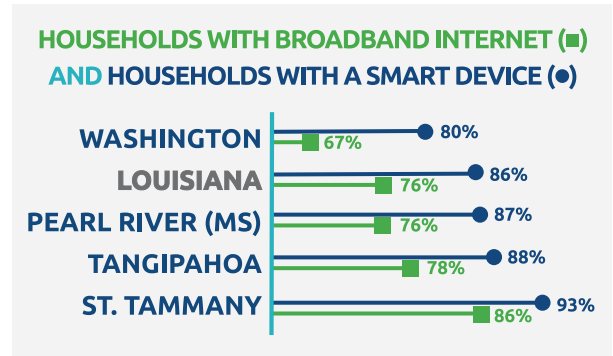 HOUSEHOLDS WITH BROADBAND INTERNET (■)
AND HOUSEHOLDS WITH A SMART DEVICE (●)
WASHINGTON 80%
67%
LOUISIANA 86%
76%
PEARL RIVER (MS) 87%
76%
TANGIPAHOA 88%
78%
ST. TAMMANY 93%
86%